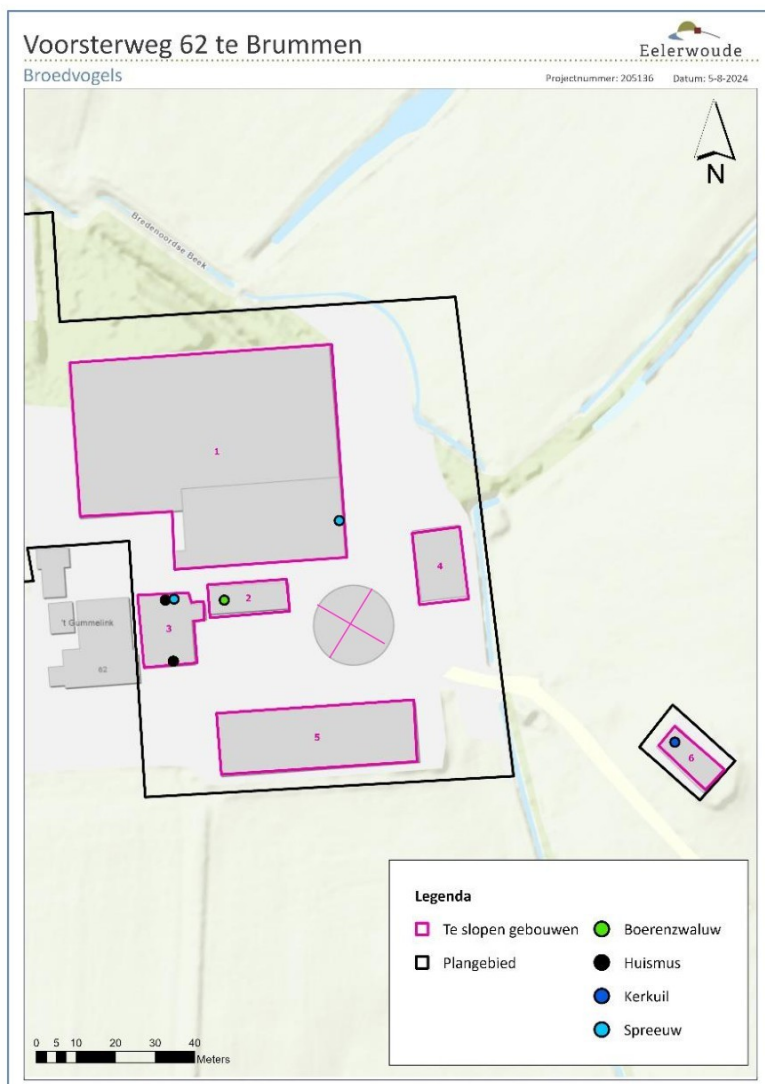 Voorsterweg 62 te Brummen
Eelerwoude
Broedvogels
Projectnummer: 205136 Datum: 5-8-2024
N
Bredenoordse Beek
1
4
2
3
't Gummelink
62
5
6
Legenda
Te slopen gebouwen
Plangebied
Boerenzwaluw
Huismus
Kerkuil
Spreeuw
0 5 10 20 30 40
Meters